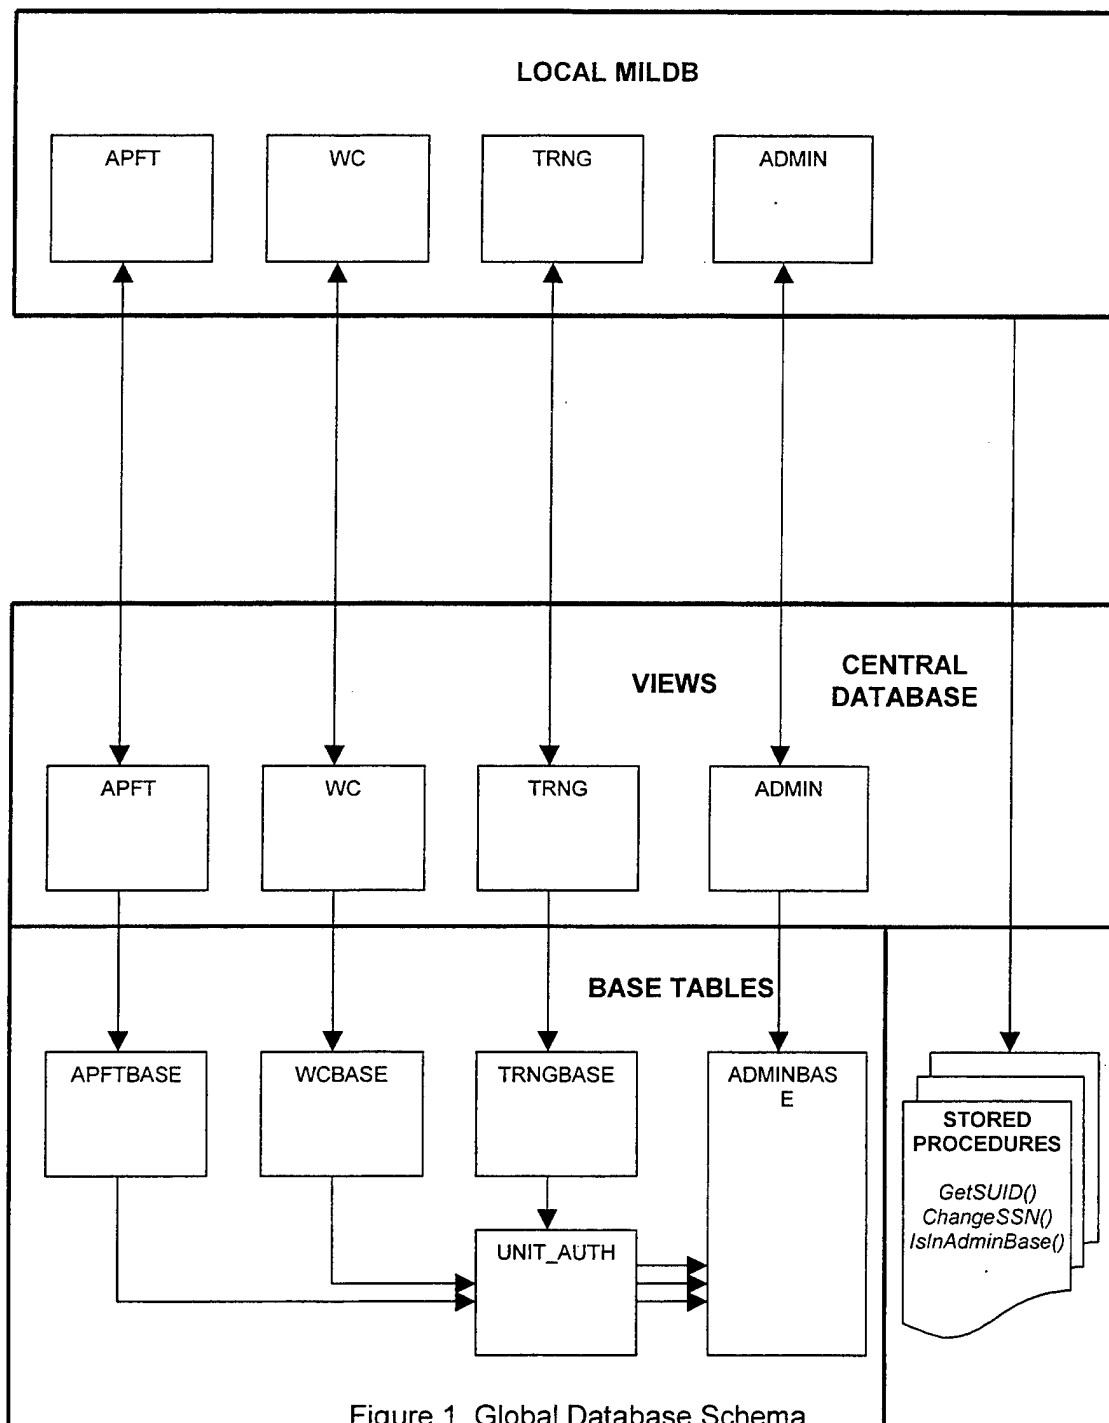 LOCAL MILDB
APFT
WC
TRNG
ADMIN
VIEWS
CENTRAL
DATABASE
APFT
WC
TRNG
ADMIN
BASE TABLES
APFTBASE
WCBASE
TRNGBASE
ADMINBAS
E
STORED
PROCEDURES
GetSUID()
ChangeSSN()
IsInAdminBase()
UNIT_AUTH
Figure 1 Global Database Schema